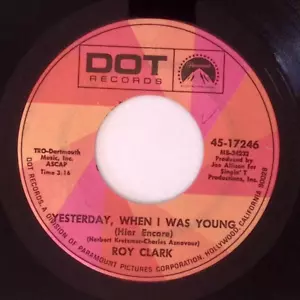 DOT
RECORDS
Paramount
45-17246
TRO-Dartmouth
Music, Inc.
ASCAP
Time 3:16
Produced by
Joe Allison for
Singin' T
Productions, Inc.
YESTERDAY, WHEN I WAS YOUNG
(Hier Encore)
(Herbert Kretzmer-Charles Aznavour)
ROY CLARK
DOT RECORDS, A DIVISION OF PARAMOUNT PICTURES CORPORATION, HOLLYWOOD, CALIFORNIA 90028